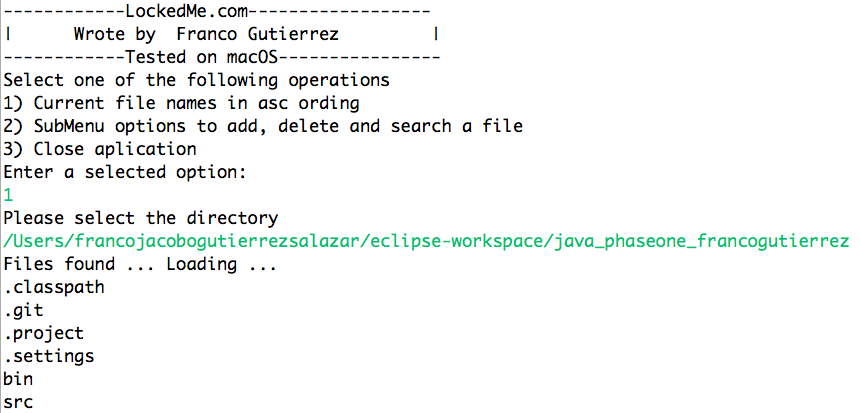 ------------LockedMe.com------------------
|      Wrote by  Franco Gutierrez         |
------------Tested on macOS----------------
Select one of the following operations
1) Current file names in asc ording
2) SubMenu options to add, delete and search a file
3) Close aplication
Enter a selected option:
1
Please select the directory
/Users/francojacobogutierrezsalazar/eclipse-workspace/java_phaseone_francogutierrez
Files found ... Loading ...
.classpath
.git
.project
.settings
bin
src